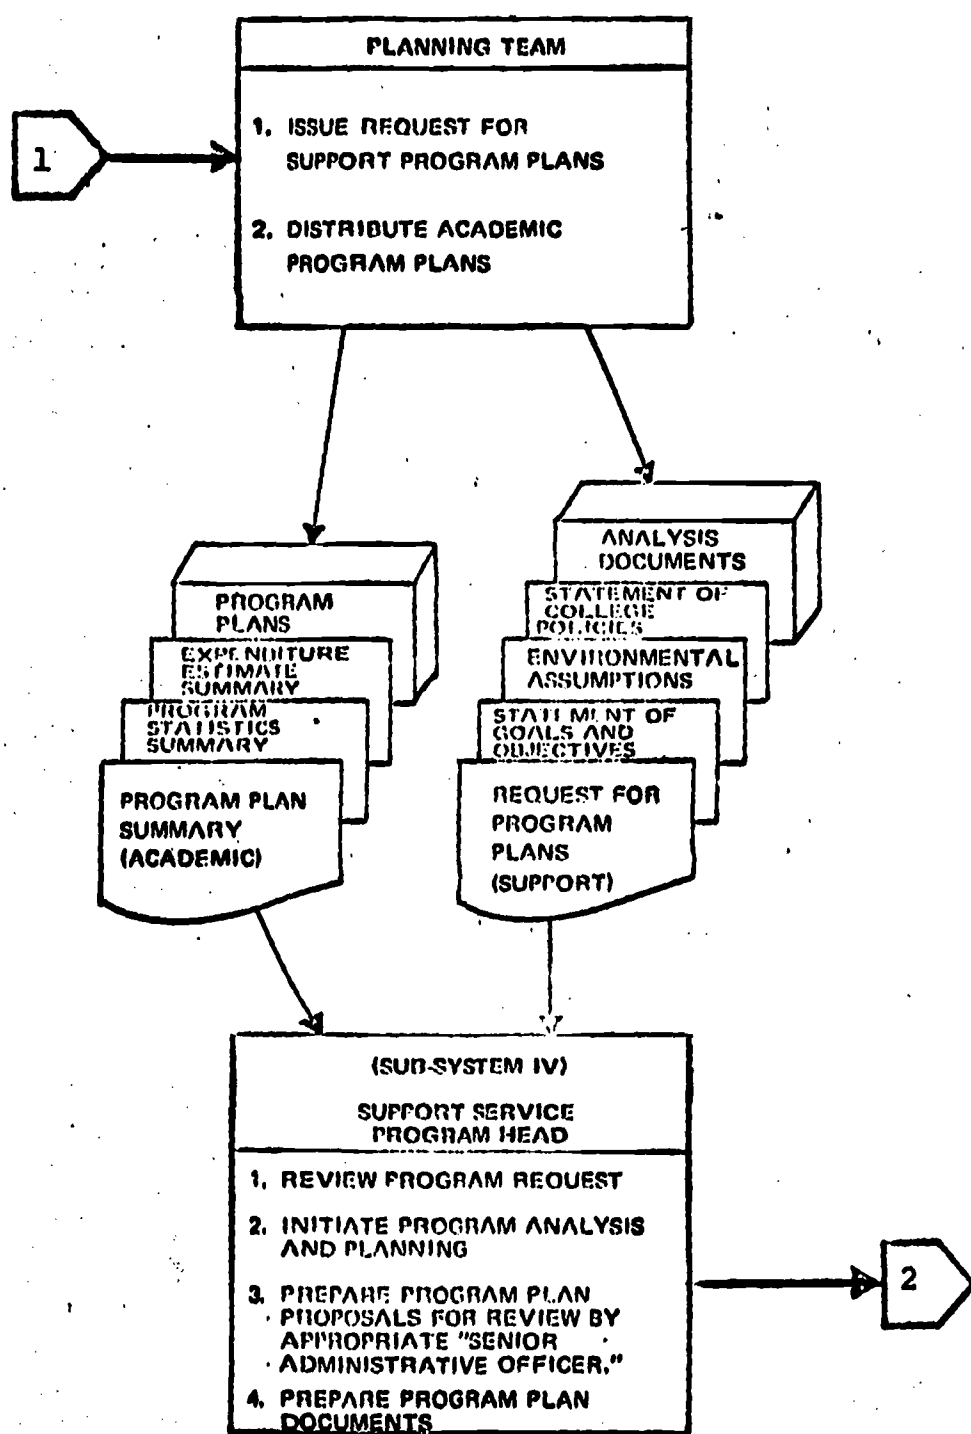 PLANNING TEAM
1
1. ISSUE REQUEST FOR
SUPPORT PROGRAM PLANS
2. DISTRIBUTE ACADEMIC
PROGRAM PLANS
PROGRAM
PLANS
EXPENDITURE
ESTIMATE
SUMMARY
PROGRAM
STATISTICS
SUMMARY
PROGRAM PLAN
SUMMARY
(ACADEMIC)
ANALYSIS
DOCUMENTS
STATEMENT OF
COLLEGE
POLICIES
ENVIRONMENTAL
ASSUMPTIONS
STATEMENT OF
GOALS AND
OBJECTIVES
REQUEST FOR
PROGRAM
PLANS
(SUPPORT)
(SUB-SYSTEM IV)
SUPPORT SERVICE
PROGRAM HEAD
1. REVIEW PROGRAM REQUEST
2. INITIATE PROGRAM ANALYSIS
AND PLANNING
3. PREPARE PROGRAM PLAN
PROPOSALS FOR REVIEW BY
APPROPRIATE "SENIOR
ADMINISTRATIVE OFFICER."
4. PREPARE PROGRAM PLAN
DOCUMENTS
2